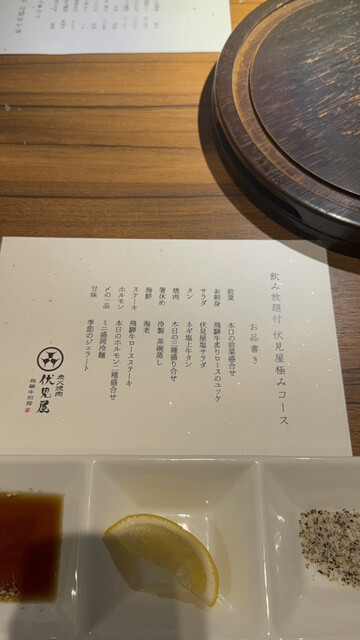 飲み放題付 伏見屋極みコース
お品書き
前菜 本日の前菜盛合せ
お刺身 飛騨牛炙りロースのユッケ
サラダ 伏見屋塩サラダ
タン ネギ塩上牛タン
焼肉 本日の三種盛り合せ
箸休め 冷製 茶碗蒸し
海鮮 海老
ステーキ 飛騨牛ロースステーキ
ホルモン 本日のホルモン二種盛合せ
〆の一品 ミニ盛岡冷麺
甘味 季節のジェラート
炭火焼肉
伏見屋
飛騨牛別邸